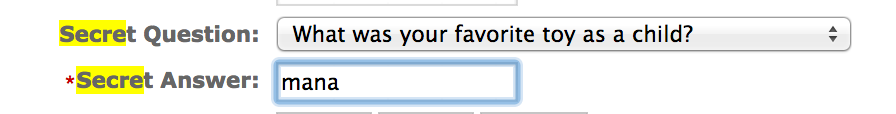 Secret Question: What was your favorite toy as a child?
*Secret Answer: mana